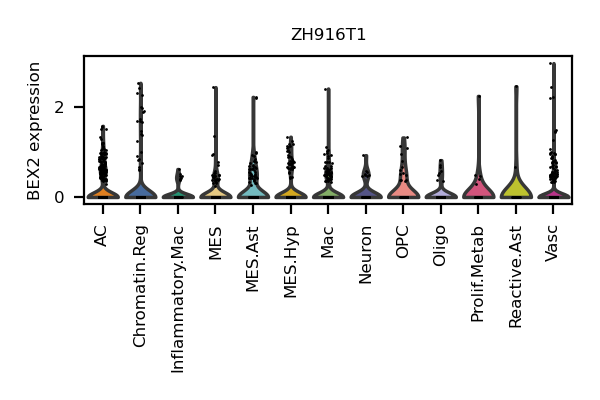 ZH916T1
BEX2 expression
2
0
AC
Chromatin.Reg
Inflammatory.Mac
MES
MES.Ast
MES.Hyp
Mac
Neuron
OPC
Oligo
Prolif.Metab
Reactive.Ast
Vasc